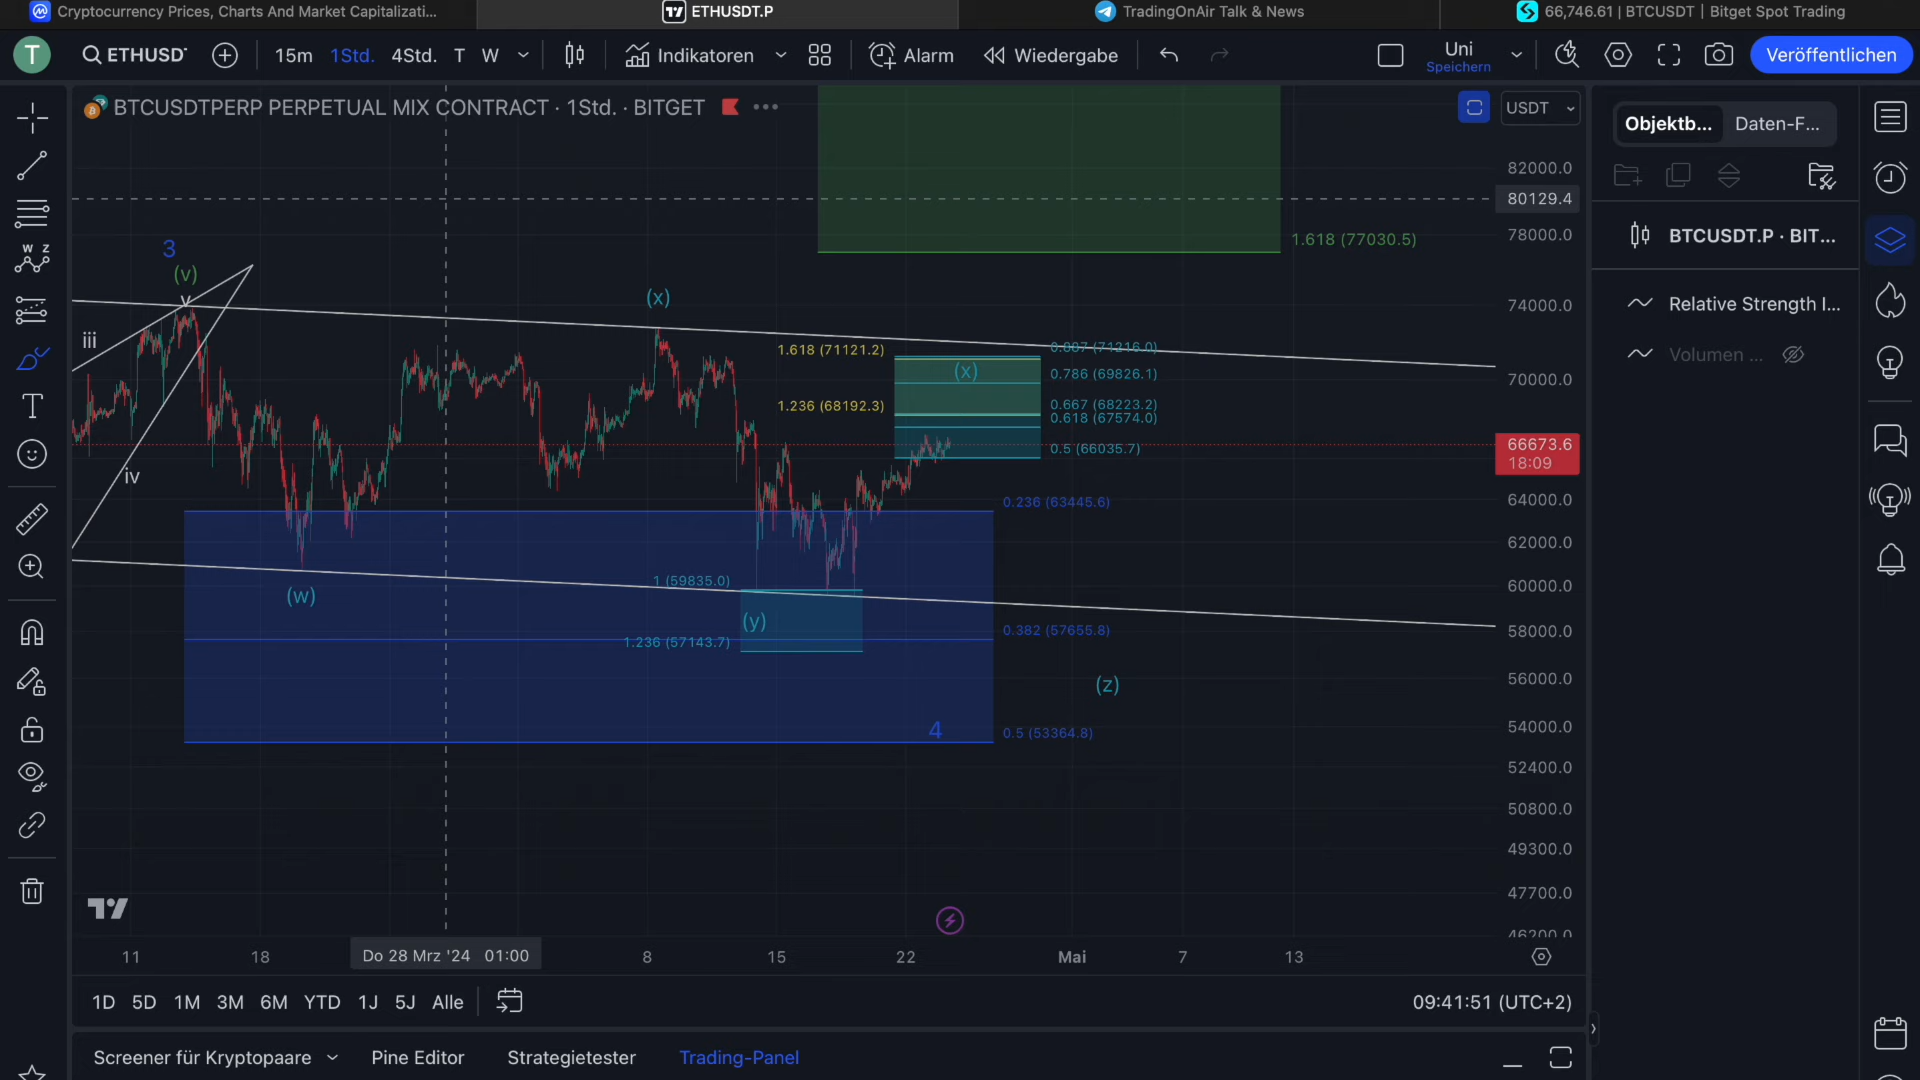 Cryptocurrency Prices, Charts And Market Capitalizati...
ETHUSDT.P
TradingOnAir Talk & News
66,746.61 | BTCUSDT | Bitget Spot Trading
T
ETHUSDT
15m
1Std.
4Std.
T
W
Indikatoren
Alarm
Wiedergabe
Uni
Speichern
Veröffentlichen
BTCUSDTPERP PERPETUAL MIX CONTRACT · 1Std. · BITGET
USDT
Objektb...
Daten-F...
BTCUSDT.P · BIT...
Relative Strength I...
Volumen ...
82000.0
80129.4
78000.0
74000.0
70000.0
66673.6
18:09
64000.0
62000.0
60000.0
58000.0
56000.0
54000.0
52400.0
50800.0
49300.0
47700.0
46200.0
1.618 (77030.5)
3
(v)
v
iii
iv
(x)
1.618 (71121.2)
0.887 (71216.0)
(x)
0.786 (69826.1)
1.236 (68192.3)
0.667 (68223.2)
0.618 (67574.0)
0.5 (66035.7)
0.236 (63445.6)
(w)
1 (59835.0)
(y)
1.236 (57143.7)
0.382 (57655.8)
(z)
4
0.5 (53364.8)
11
18
Do 28 Mrz '24 01:00
8
15
22
Mai
7
13
1D
5D
1M
3M
6M
YTD
1J
5J
Alle
09:41:51 (UTC+2)
Screener für Kryptopaare
Pine Editor
Strategietester
Trading-Panel